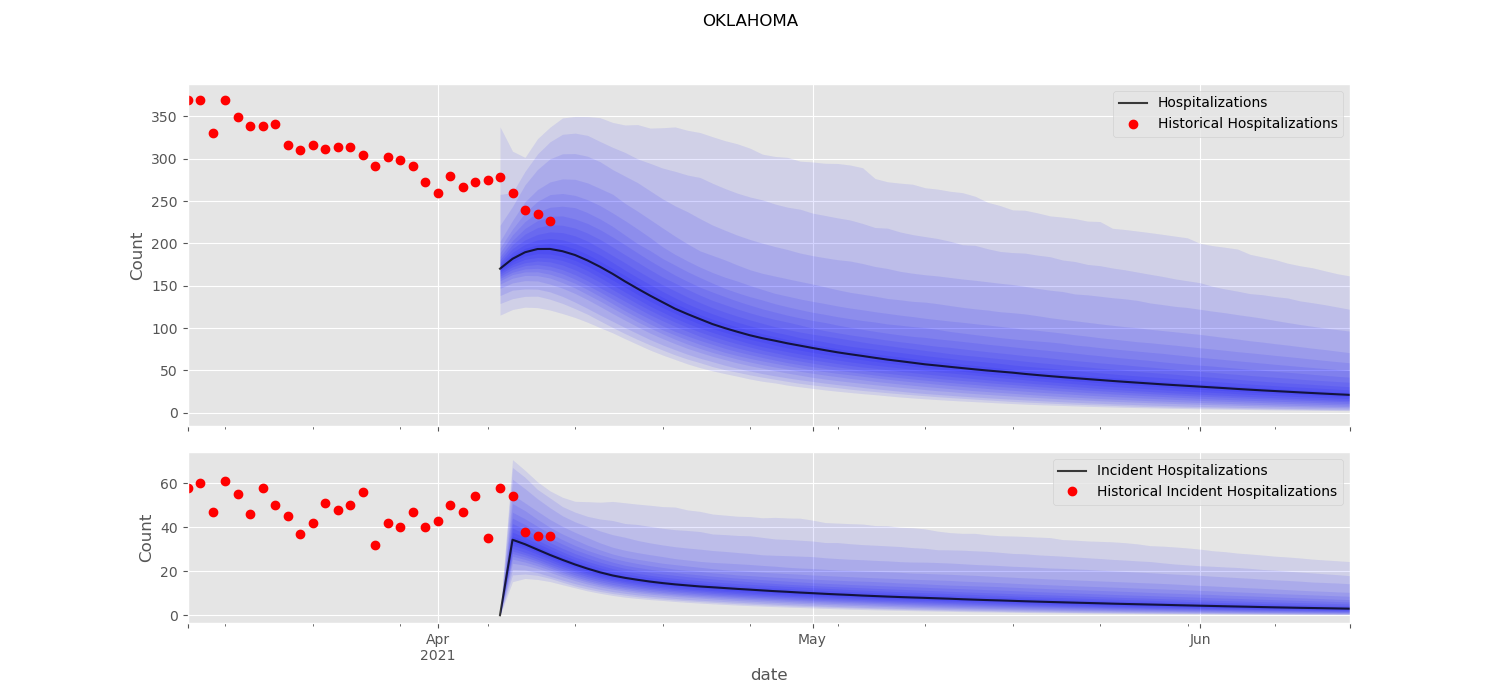 OKLAHOMA
Hospitalizations
Historical Hospitalizations
350
300
250
200
150
100
50
0
Count
Incident Hospitalizations
Historical Incident Hospitalizations
60
40
20
0
Count
Apr
2021
May
Jun
date